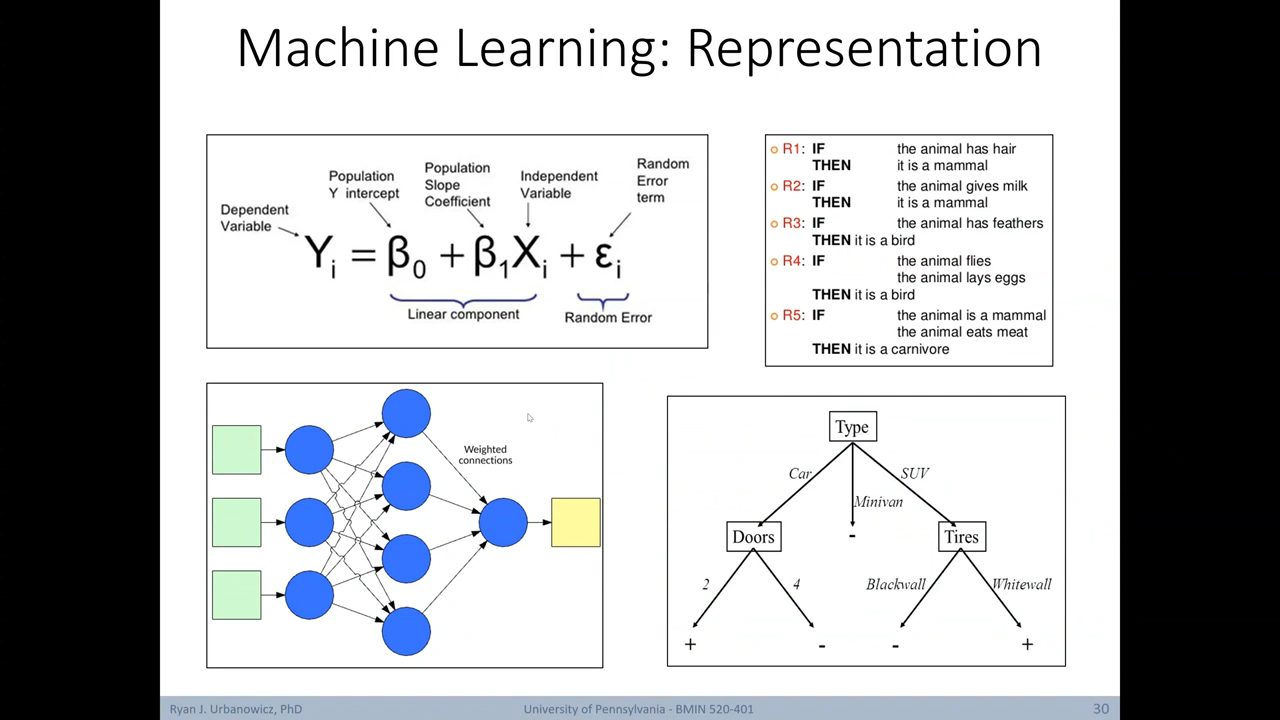 Machine Learning: Representation
Dependent
Variable
Population
Y intercept
Population
Slope
Coefficient
Independent
Variable
Random
Error
term
Yi = β0 + β1Xi + εi
Linear component
Random Error
R1: IF the animal has hair
THEN it is a mammal
R2: IF the animal gives milk
THEN it is a mammal
R3: IF the animal has feathers
THEN it is a bird
R4: IF the animal flies
the animal lays eggs
THEN it is a bird
R5: IF the animal is a mammal
the animal eats meat
THEN it is a carnivore
Weighted
connections
Type
Car
Minivan
SUV
Doors
-
Tires
2
4
Blackwall
Whitewall
+
-
-
+
Ryan J. Urbanowicz, PhD
University of Pennsylvania - BMIN 520-401
30